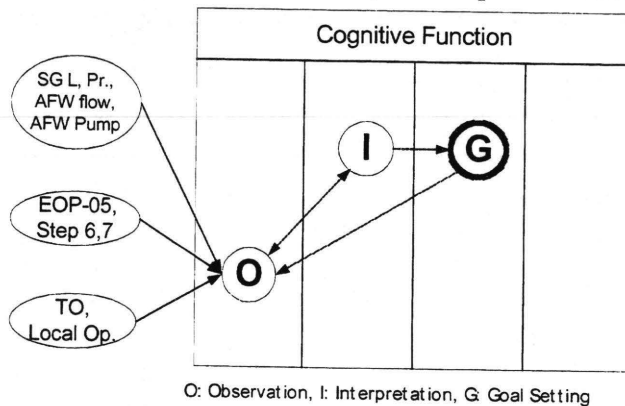 Cognitive Function
SG L, Pr.,
AFW flow,
AFW Pump
I
G
EOP-05,
Step 6,7
O
TO,
Local Op.
O: Observation, I: Interpretation, G: Goal Setting